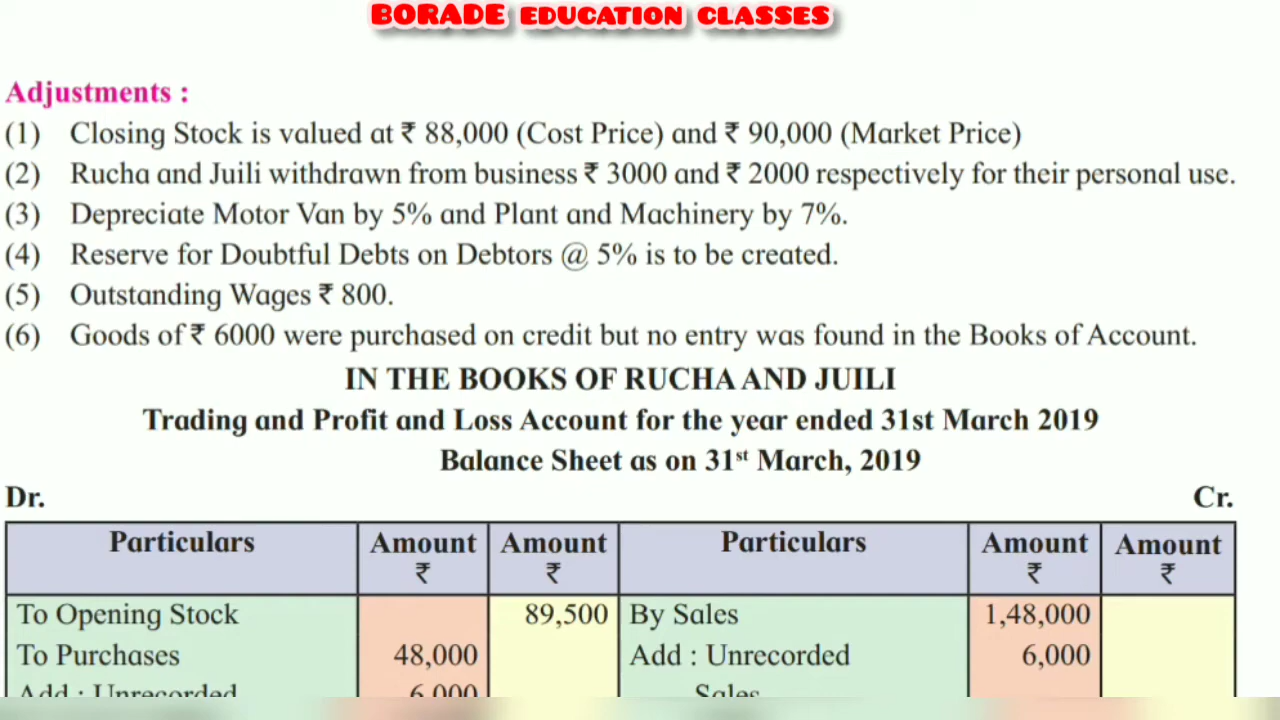 BORADE EDUCATION CLASSES
Adjustments :
(1) Closing Stock is valued at ₹ 88,000 (Cost Price) and ₹ 90,000 (Market Price)
(2) Rucha and Juili withdrawn from business ₹ 3000 and ₹ 2000 respectively for their personal use.
(3) Depreciate Motor Van by 5% and Plant and Machinery by 7%.
(4) Reserve for Doubtful Debts on Debtors @ 5% is to be created.
(5) Outstanding Wages ₹ 800.
(6) Goods of ₹ 6000 were purchased on credit but no entry was found in the Books of Account.
IN THE BOOKS OF RUCHA AND JUILI
Trading and Profit and Loss Account for the year ended 31st March 2019
Balance Sheet as on 31st March, 2019
Dr. Cr.
Particulars Amount ₹ Amount ₹ Particulars Amount ₹ Amount ₹
To Opening Stock 89,500 By Sales 1,48,000
To Purchases 48,000 Add : Unrecorded 6,000
Add : Unrecorded 6,000 Sales